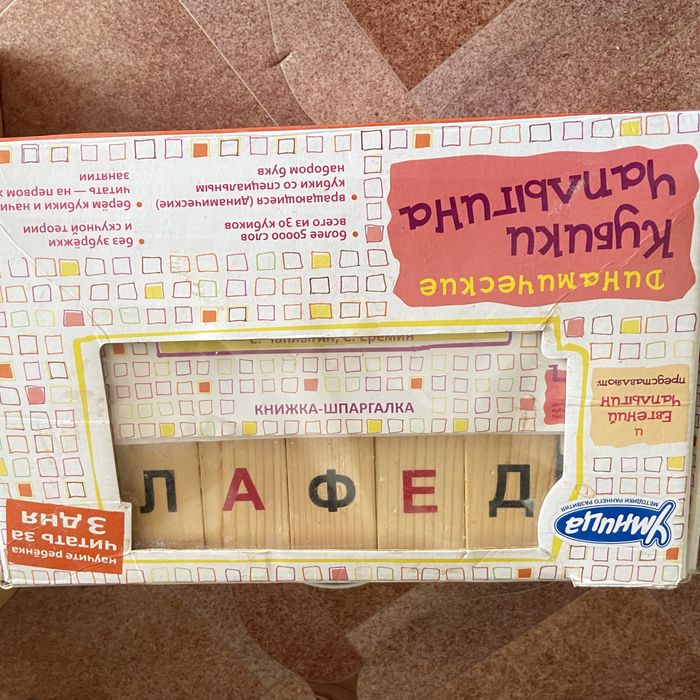 УМНИЦА
МЕТОДИКИ РАННЕГО РАЗВИТИЯ
и
Евгений
Чаплыгин
представляют:
научите ребёнка
читать за
3 дня
Динамические
Кубики
Чаплыгина
• более 50000 слов
всего из 30 кубиков
• вращающиеся (динамические)
кубики со специальным
набором букв
• без зубрёжки
и скучной теории
• берём кубики и начи
читать — на первом
занятии
Е. Чаплыгин, С. Еремин
КНИЖКА-ШПАРГАЛКА
Л А Ф Е Д